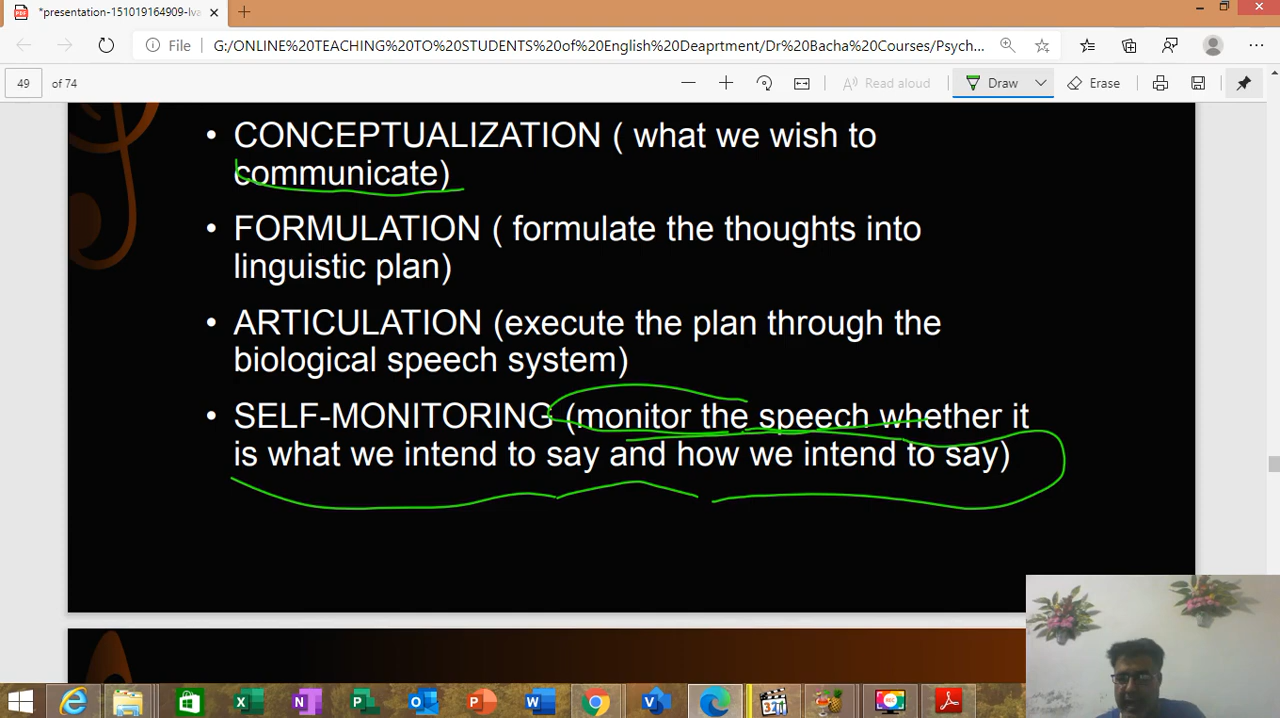 *presentation-151019164909-lva
File
G:/ONLINE%20TEACHING%20TO%20STUDENTS%20of%20English%20Deaprtment/Dr%20Bacha%20Courses/Psych...
49 of 74
Read aloud
Draw
Erase
• CONCEPTUALIZATION ( what we wish to
communicate)
• FORMULATION ( formulate the thoughts into
linguistic plan)
• ARTICULATION (execute the plan through the
biological speech system)
• SELF-MONITORING (monitor the speech whether it
is what we intend to say and how we intend to say)
321
REC